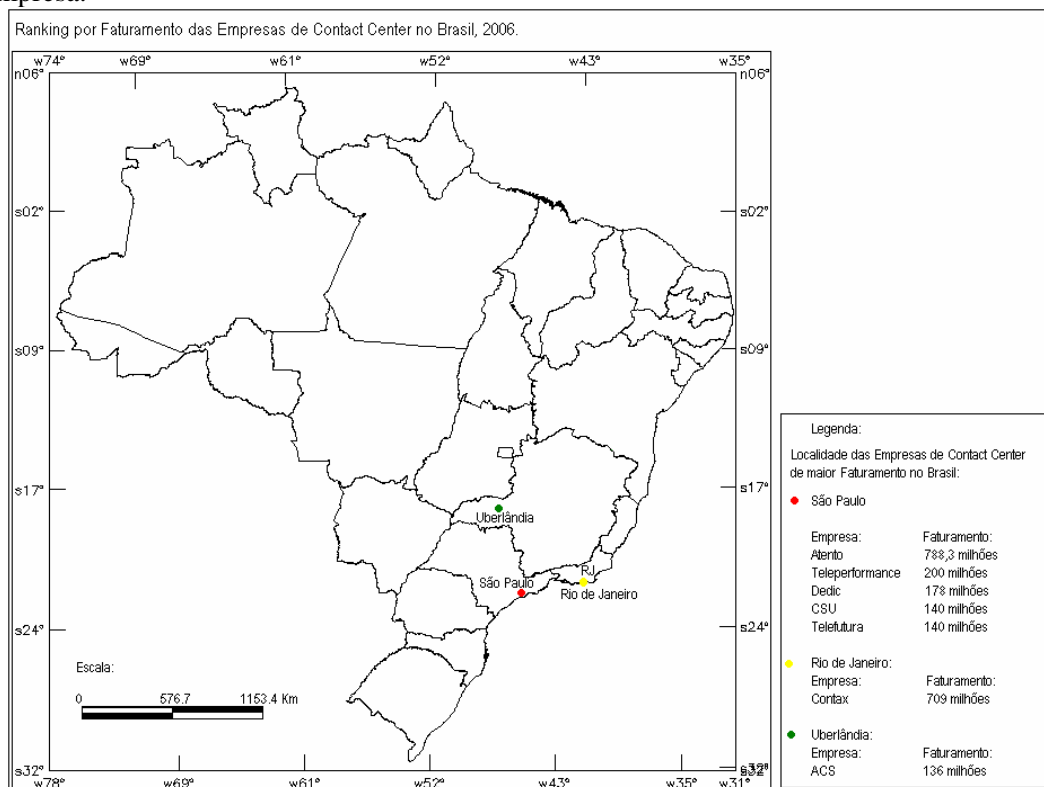 mpresa.
Ranking por Faturamento das Empresas de Contact Center no Brasil, 2006.
w74° w69° w61° w52° w43° w35°
n06° n06°
s02° s02°
s09° s09°
s17° s17°
Uberlândia
RJ
São Paulo
Rio de Janeiro
s24° s24°
Escala:
0 576.7 1153.4 Km
s32°
w78° w69° w61° w52° w43° w35° w31°
Legenda:
Localidade das Empresas de Contact Center
de maior Faturamento no Brasil:
São Paulo
Empresa: Faturamento:
Atento 788,3 milhões
Teleperformance 200 milhões
Dedic 178 milhões
CSU 140 milhões
Telefutura 140 milhões
Rio de Janeiro:
Empresa: Faturamento:
Contax 709 milhões
Uberlândia:
Empresa: Faturamento:
ACS 136 milhões